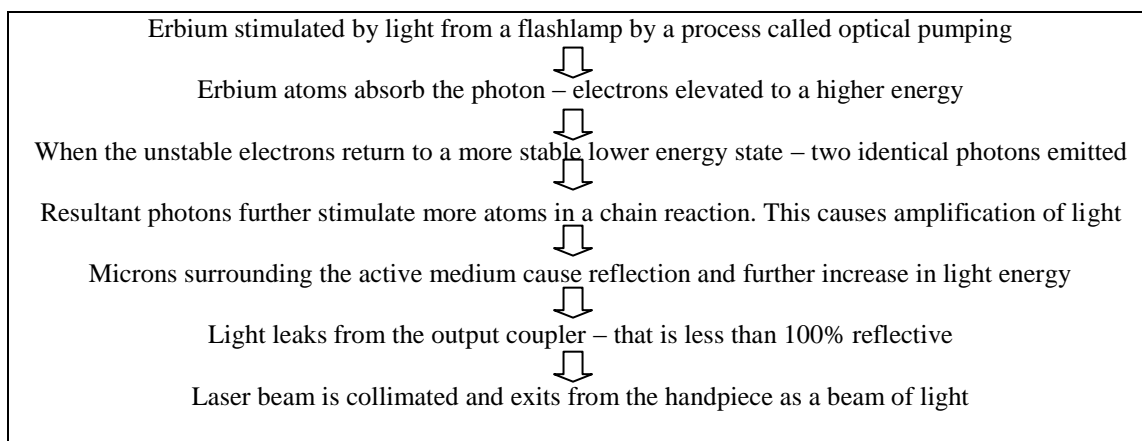 Erbium stimulated by light from a flashlamp by a process called optical pumping
Erbium atoms absorb the photon – electrons elevated to a higher energy
When the unstable electrons return to a more stable lower energy state – two identical photons emitted
Resultant photons further stimulate more atoms in a chain reaction. This causes amplification of light
Microns surrounding the active medium cause reflection and further increase in light energy
Light leaks from the output coupler – that is less than 100% reflective
Laser beam is collimated and exits from the handpiece as a beam of light